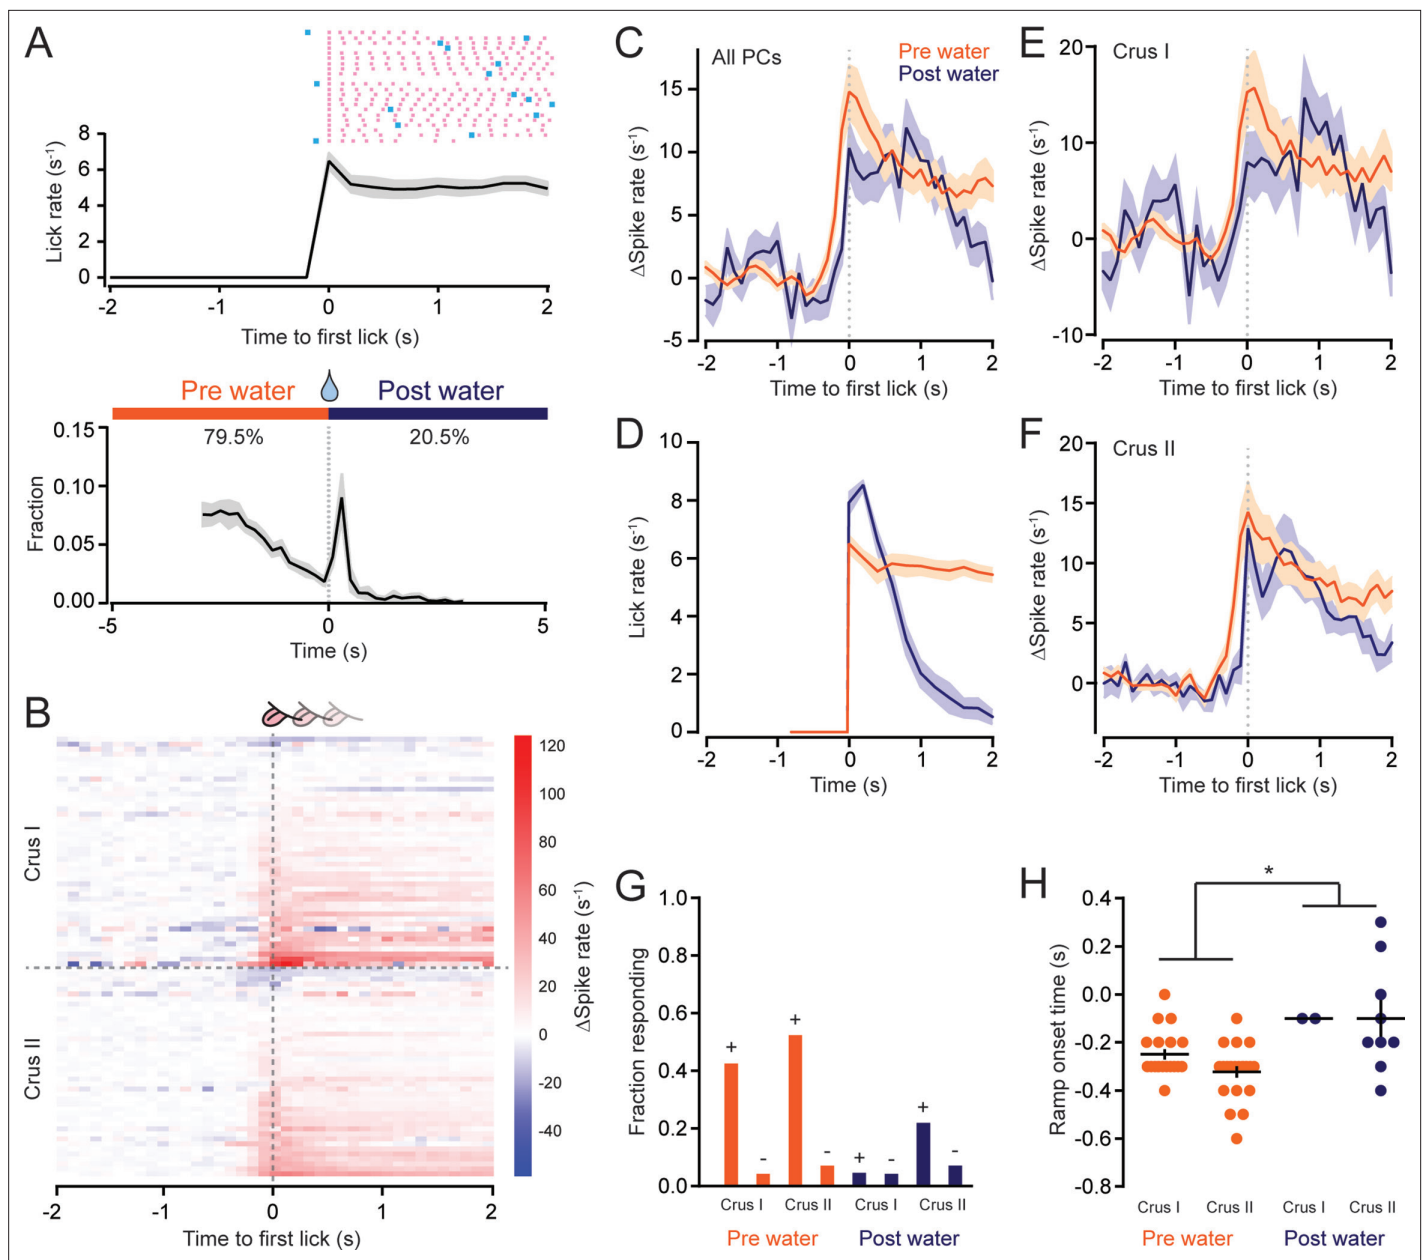 A
8
6
4
2
0
Lick rate (s-1)
-2
-1
0
1
2
Time to first lick (s)
Pre water
Post water
79.5%
20.5%
0.15
0.10
0.05
0.00
Fraction
-5
0
5
Time (s)
B
Crus I
Crus II
120
100
80
60
40
20
0
-20
-40
ΔSpike rate (s-1)
-2
-1
0
1
2
Time to first lick (s)
C
All PCs
Pre water
Post water
15
10
5
0
-5
ΔSpike rate (s-1)
-2
-1
0
1
2
Time to first lick (s)
D
10
8
6
4
2
0
Lick rate (s-1)
-2
-1
0
1
2
Time (s)
E
Crus I
20
10
0
-10
ΔSpike rate (s-1)
-2
-1
0
1
2
Time to first lick (s)
F
Crus II
20
15
10
5
0
ΔSpike rate (s-1)
-2
-1
0
1
2
Time to first lick (s)
G
1.0
0.8
0.6
0.4
0.2
0.0
Fraction responding
+
-
+
-
+
-
+
-
Crus I
Crus II
Crus I
Crus II
Pre water
Post water
H
*
0.4
0.2
0.0
-0.2
-0.4
-0.6
-0.8
Ramp onset time (s)
Crus I
Crus II
Crus I
Crus II
Pre water
Post water